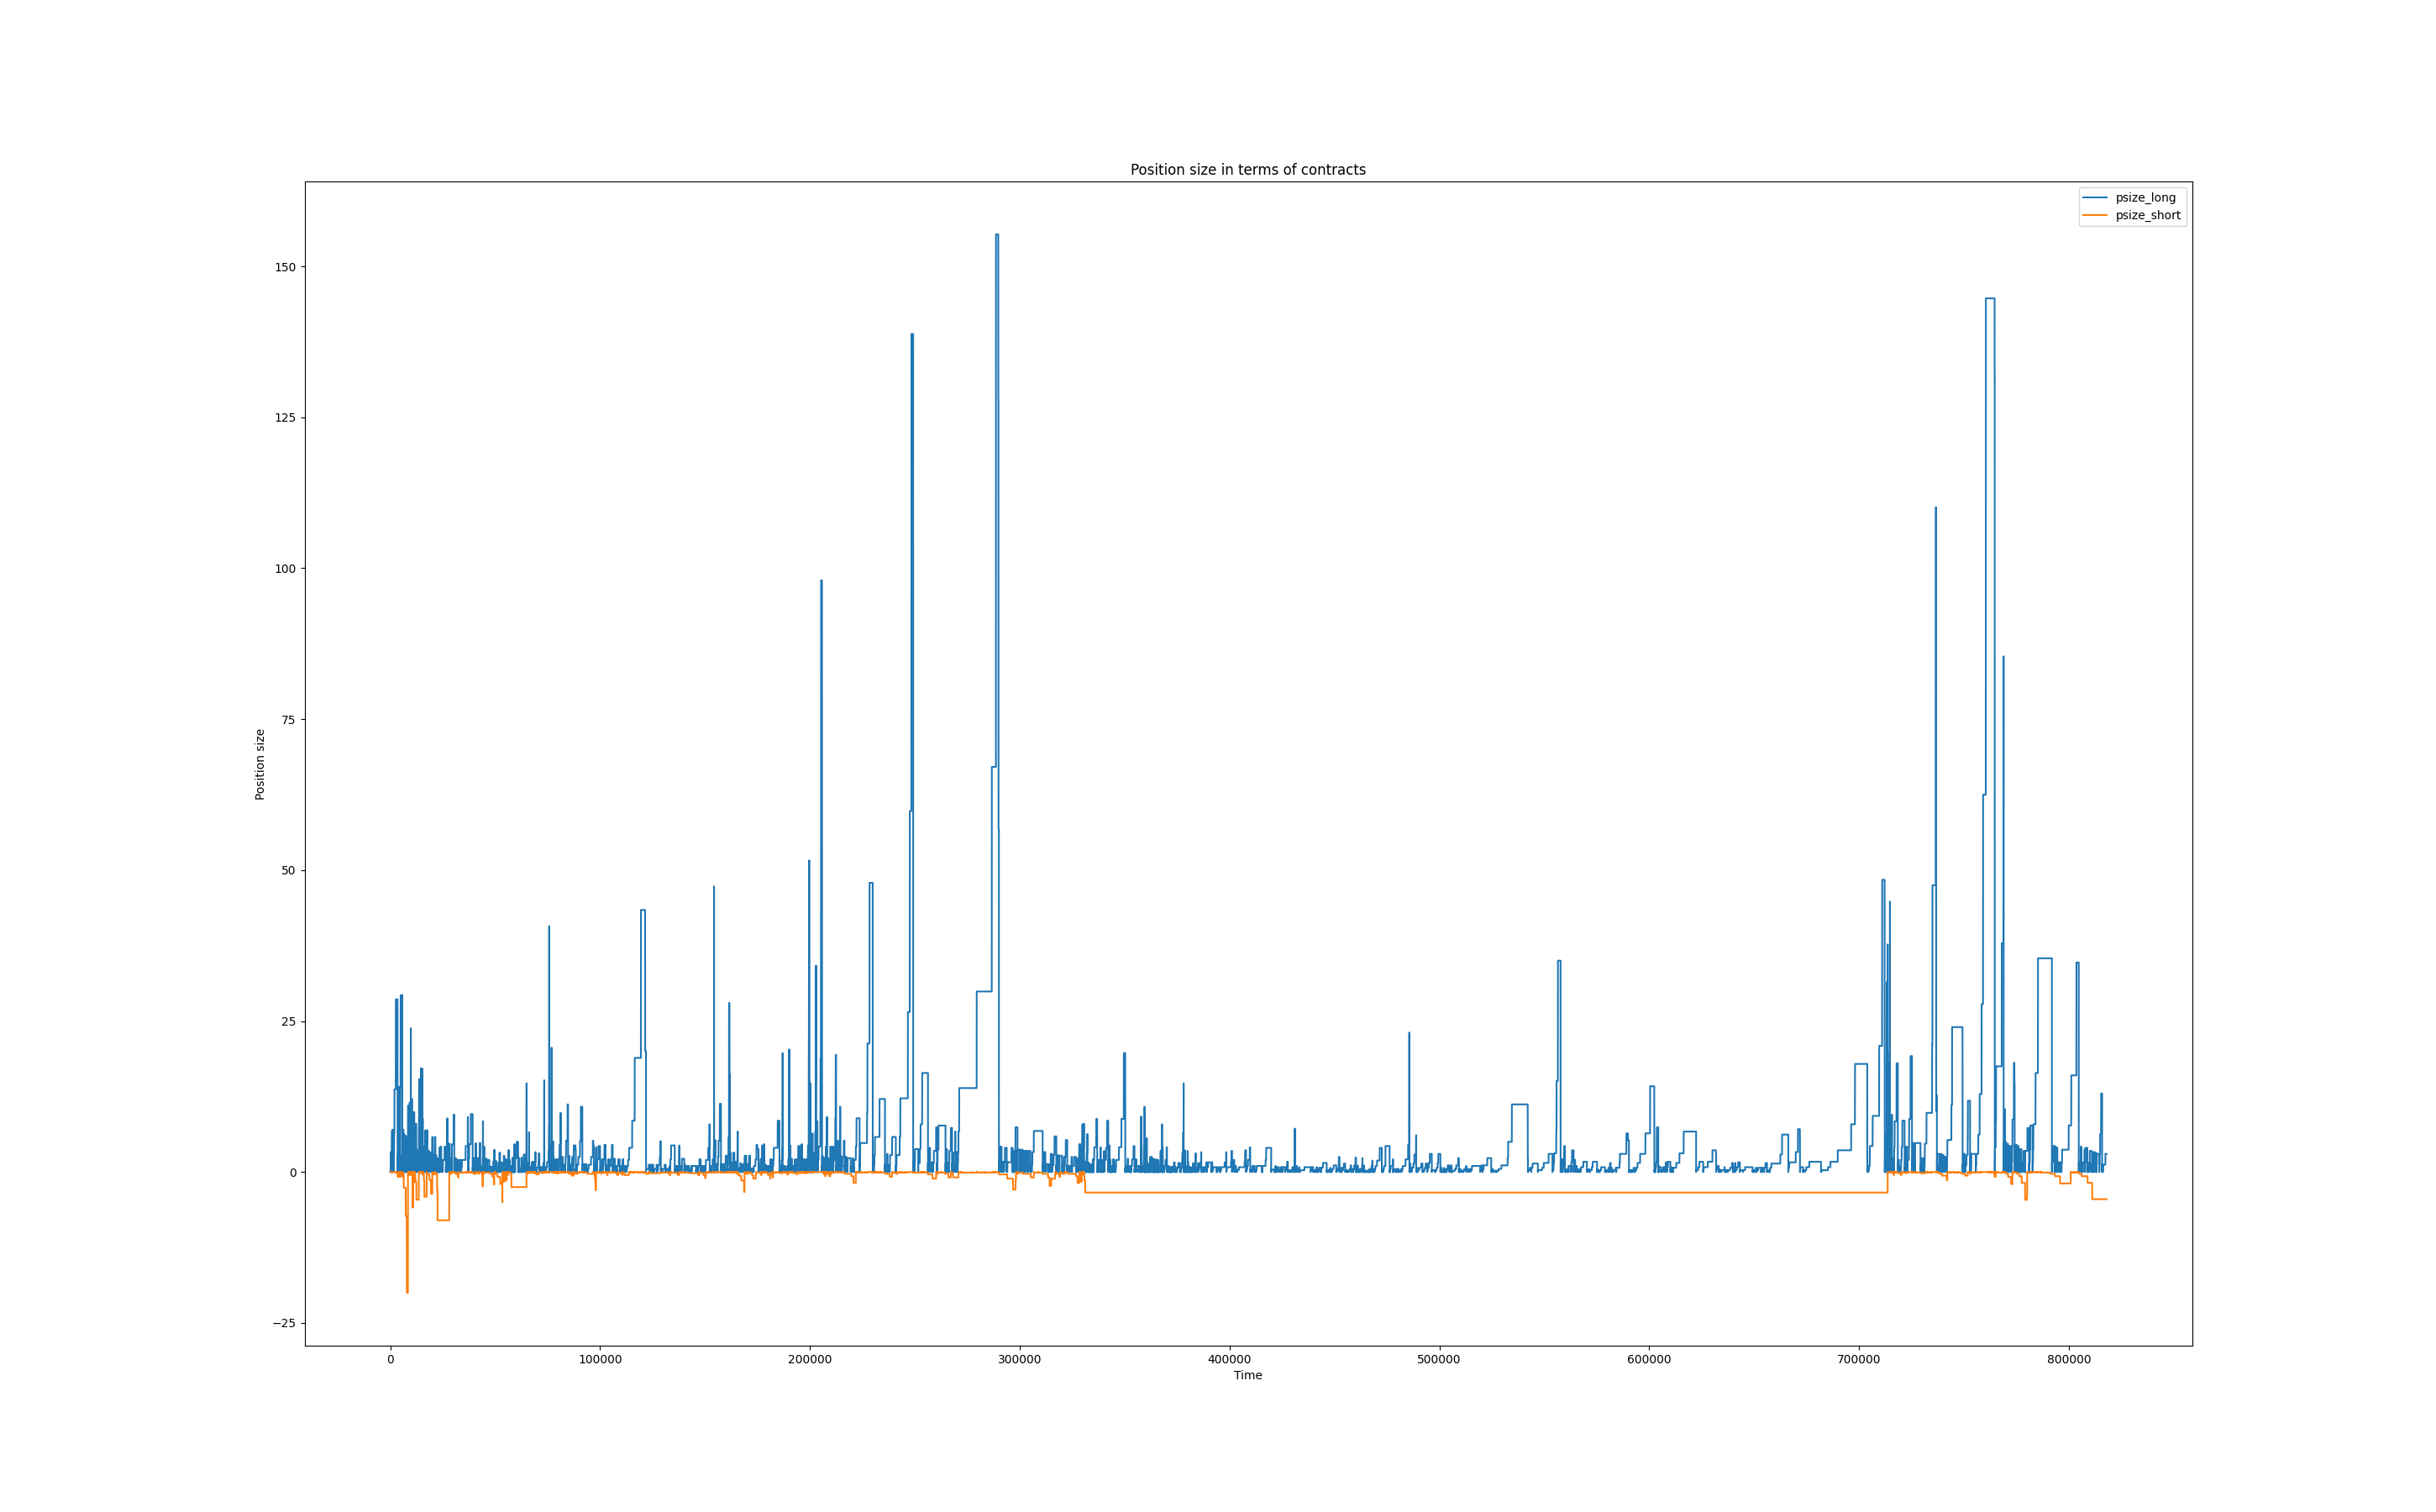 Position size in terms of contracts
psize_long
psize_short
150
125
100
75
50
25
0
−25
Position size
0 100000 200000 300000 400000 500000 600000 700000 800000
Time